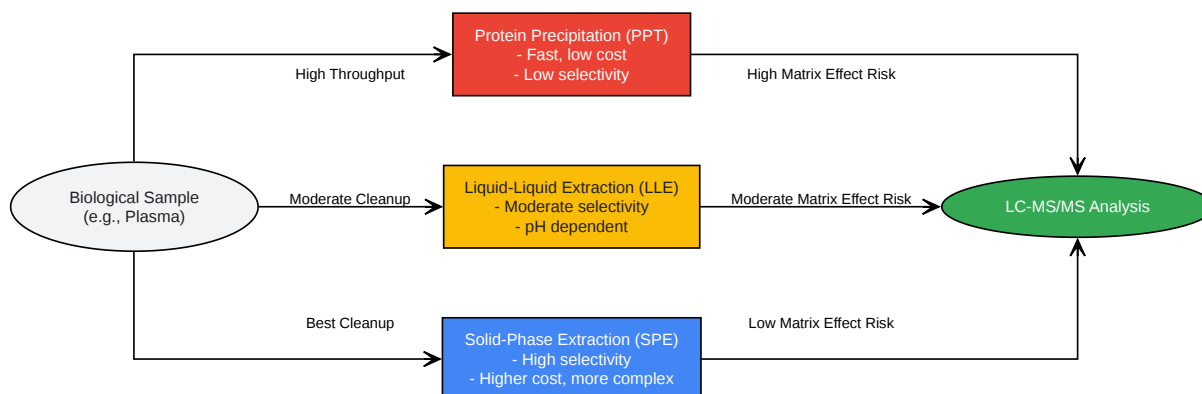 Protein Precipitation (PPT)
- Fast, low cost
- Low selectivity
High Throughput
High Matrix Effect Risk
Biological Sample
(e.g., Plasma)
Moderate Cleanup
Liquid-Liquid Extraction (LLE)
- Moderate selectivity
- pH dependent
Moderate Matrix Effect Risk
LC-MS/MS Analysis
Best Cleanup
Solid-Phase Extraction (SPE)
- High selectivity
- Higher cost, more complex
Low Matrix Effect Risk